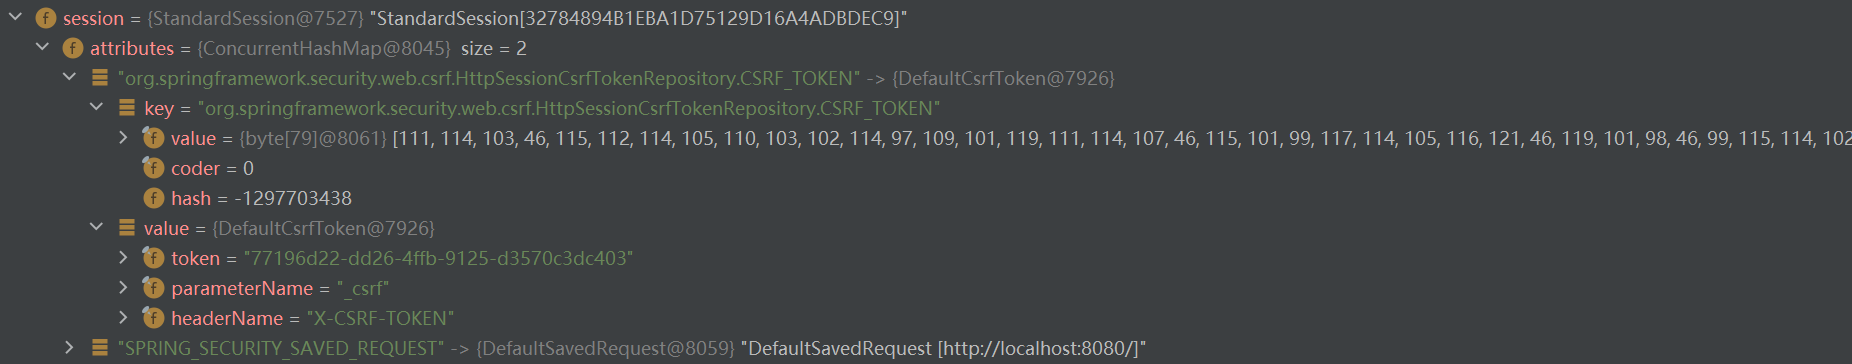 session = {StandardSession@7527} "StandardSession[32784894B1EBA1D75129D16A4ADBDEC9]"
attributes = {ConcurrentHashMap@8045} size = 2
"org.springframework.security.web.csrf.HttpSessionCsrfTokenRepository.CSRF_TOKEN" -> {DefaultCsrfToken@7926}
key = "org.springframework.security.web.csrf.HttpSessionCsrfTokenRepository.CSRF_TOKEN"
value = {byte[79]@8061} [111, 114, 103, 46, 115, 112, 114, 105, 110, 103, 102, 114, 97, 109, 101, 119, 111, 114, 107, 46, 115, 101, 99, 117, 114, 105, 116, 121, 46, 119, 101, 98, 46, 99, 115, 114, 102
coder = 0
hash = -1297703438
value = {DefaultCsrfToken@7926}
token = "77196d22-dd26-4ffb-9125-d3570c3dc403"
parameterName = "_csrf"
headerName = "X-CSRF-TOKEN"
"SPRING_SECURITY_SAVED_REQUEST" -> {DefaultSavedRequest@8059} "DefaultSavedRequest [http://localhost:8080/]"